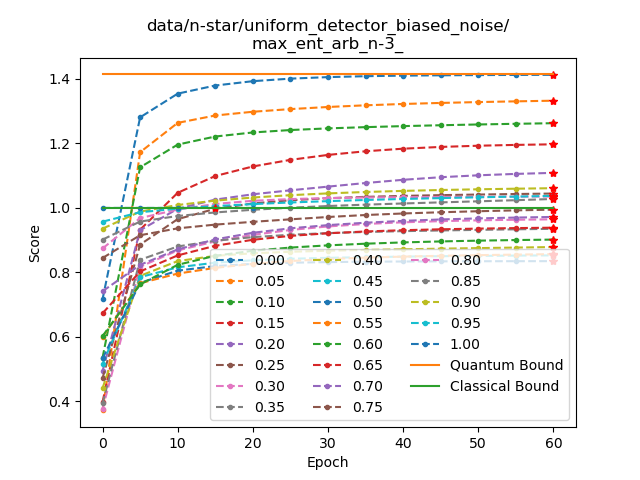 data/n-star/uniform_detector_biased_noise/
max_ent_arb_n-3_
1.4
1.2
1.0
0.8
0.6
0.4
Score
0.00 0.40 0.80
0.05 0.45 0.85
0.10 0.50 0.90
0.15 0.55 0.95
0.20 0.60 1.00
0.25 0.65 Quantum Bound
0.30 0.70 Classical Bound
0.35 0.75
0 10 20 30 40 50 60
Epoch